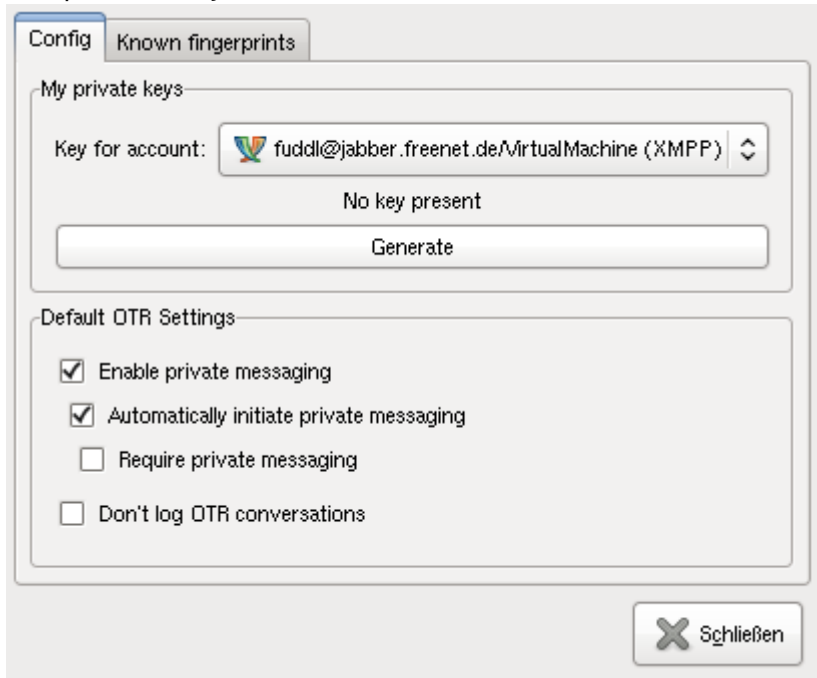 Config Known fingerprints
My private keys
Key for account: fuddl@jabber.freenet.de/VirtualMachine (XMPP)
No key present
Generate
Default OTR Settings
Enable private messaging
Automatically initiate private messaging
Require private messaging
Don't log OTR conversations
Schließen